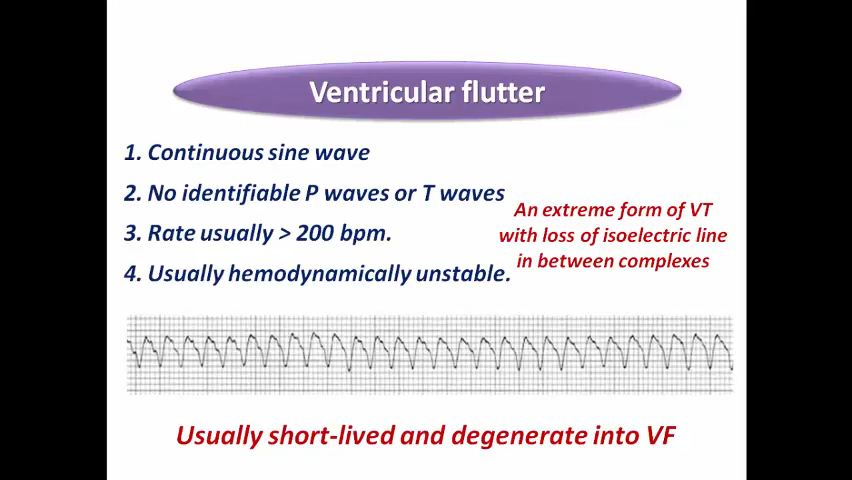 Ventricular flutter
1. Continuous sine wave
2. No identifiable P waves or T waves
3. Rate usually > 200 bpm.
4. Usually hemodynamically unstable.
An extreme form of VT
with loss of isoelectric line
in between complexes
Usually short-lived and degenerate into VF